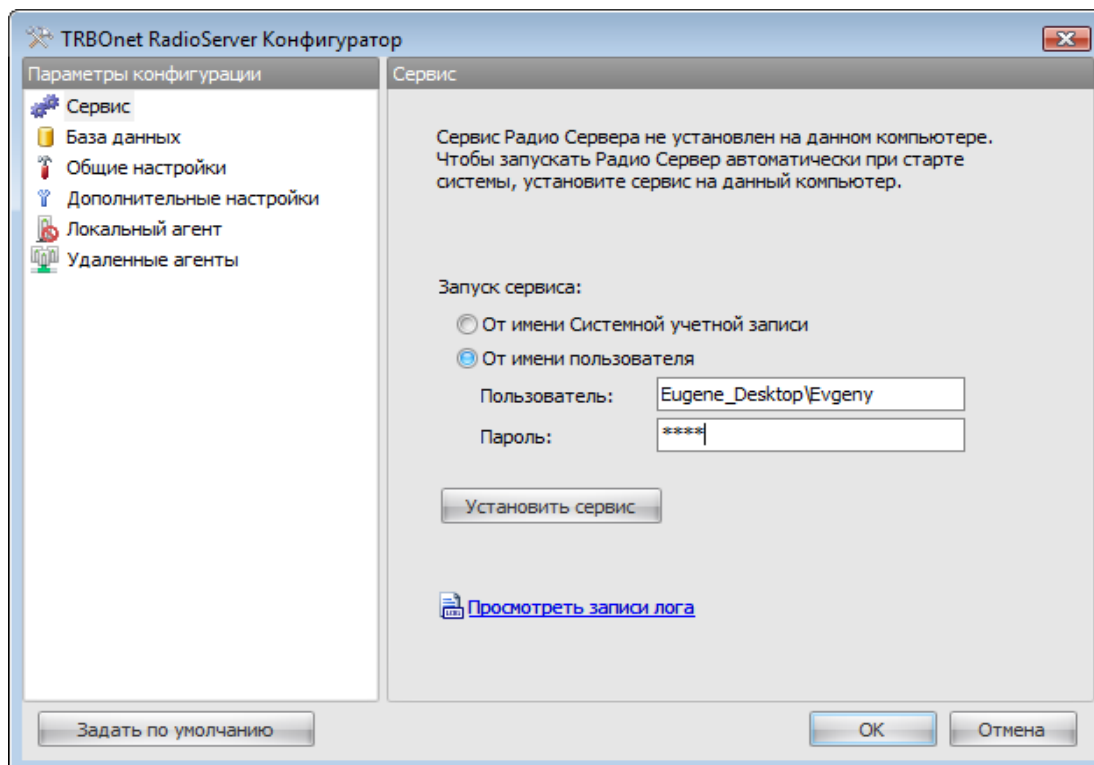 TRBOnet RadioServer Конфигуратор
Параметры конфигурации
Сервис
База данных
Общие настройки
Дополнительные настройки
Локальный агент
Удаленные агенты
Сервис
Сервис Радио Сервера не установлен на данном компьютере.
Чтобы запускать Радио Сервер автоматически при старте
системы, установите сервис на данный компьютер.
Запуск сервиса:
От имени Системной учетной записи
От имени пользователя
Пользователь: Eugene_Desktop\Evgeny
Пароль: ****
Установить сервис
LOG Просмотреть записи лога
Задать по умолчанию
OK
Отмена